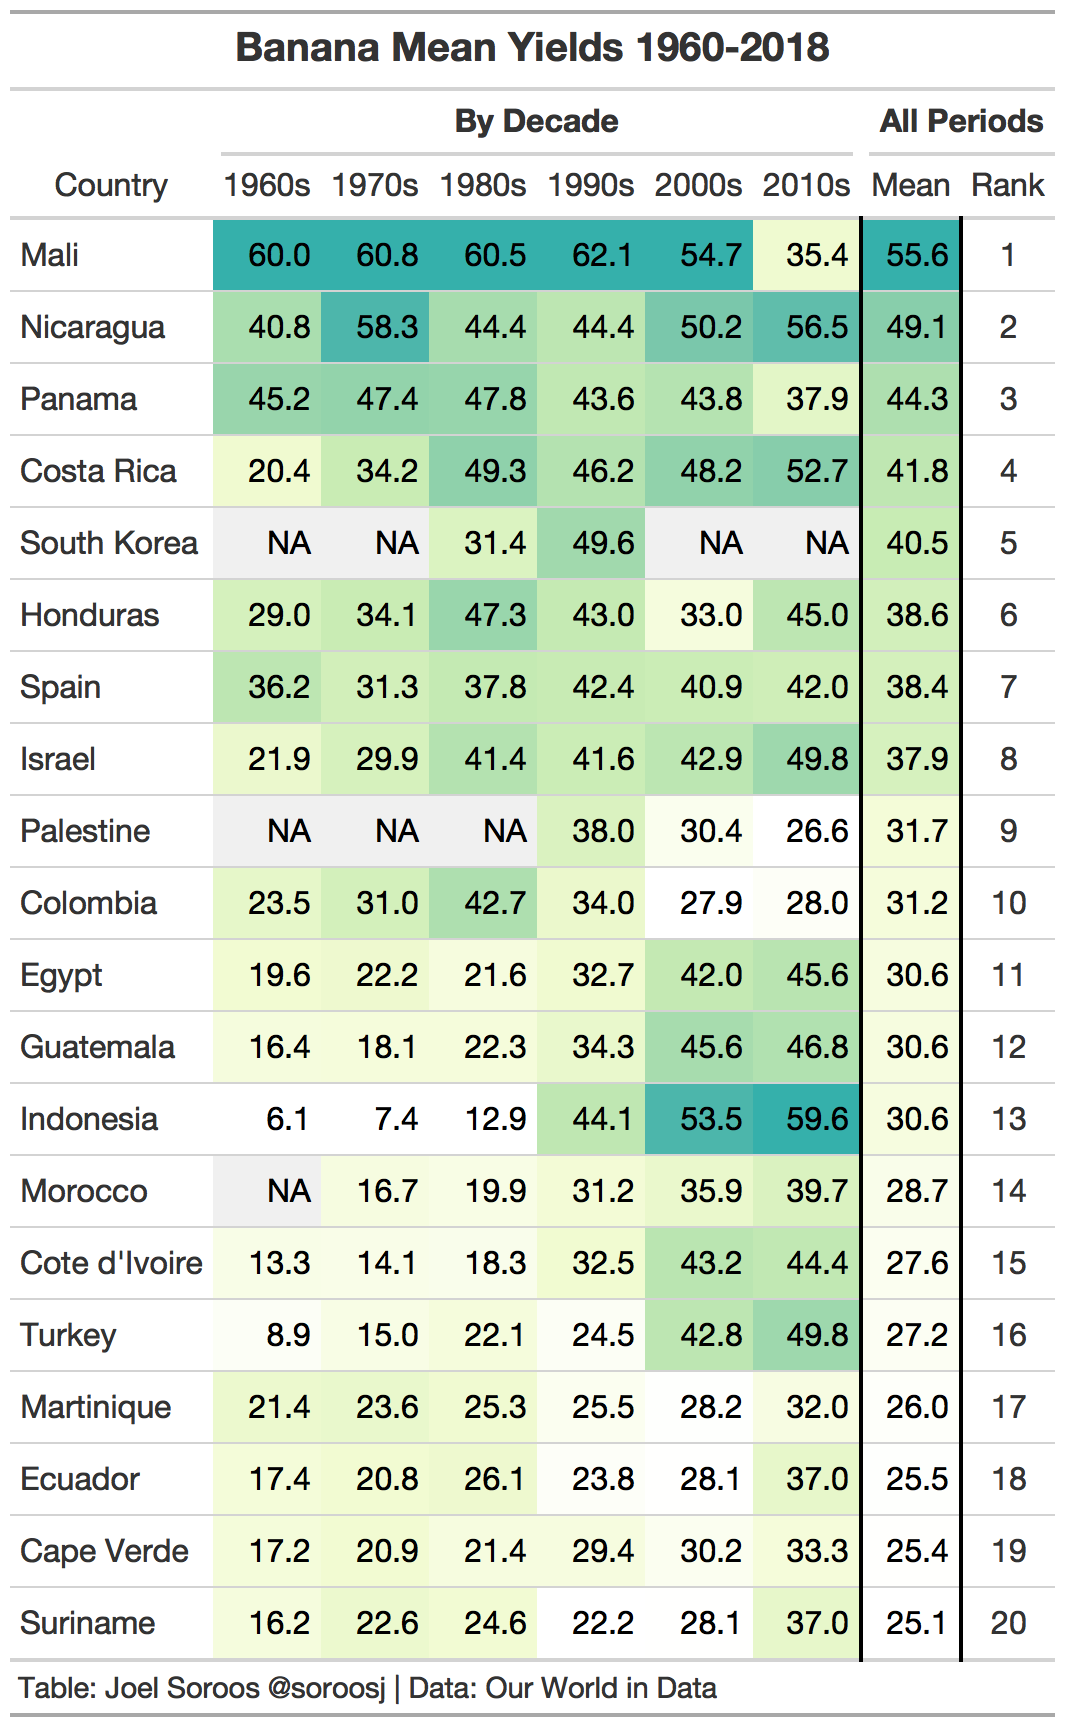 Banana Mean Yields 1960-2018
By Decade All Periods
Country 1960s 1970s 1980s 1990s 2000s 2010s Mean Rank
Mali 60.0 60.8 60.5 62.1 54.7 35.4 55.6 1
Nicaragua 40.8 58.3 44.4 44.4 50.2 56.5 49.1 2
Panama 45.2 47.4 47.8 43.6 43.8 37.9 44.3 3
Costa Rica 20.4 34.2 49.3 46.2 48.2 52.7 41.8 4
South Korea NA NA 31.4 49.6 NA NA 40.5 5
Honduras 29.0 34.1 47.3 43.0 33.0 45.0 38.6 6
Spain 36.2 31.3 37.8 42.4 40.9 42.0 38.4 7
Israel 21.9 29.9 41.4 41.6 42.9 49.8 37.9 8
Palestine NA NA NA 38.0 30.4 26.6 31.7 9
Colombia 23.5 31.0 42.7 34.0 27.9 28.0 31.2 10
Egypt 19.6 22.2 21.6 32.7 42.0 45.6 30.6 11
Guatemala 16.4 18.1 22.3 34.3 45.6 46.8 30.6 12
Indonesia 6.1 7.4 12.9 44.1 53.5 59.6 30.6 13
Morocco NA 16.7 19.9 31.2 35.9 39.7 28.7 14
Cote d'Ivoire 13.3 14.1 18.3 32.5 43.2 44.4 27.6 15
Turkey 8.9 15.0 22.1 24.5 42.8 49.8 27.2 16
Martinique 21.4 23.6 25.3 25.5 28.2 32.0 26.0 17
Ecuador 17.4 20.8 26.1 23.8 28.1 37.0 25.5 18
Cape Verde 17.2 20.9 21.4 29.4 30.2 33.3 25.4 19
Suriname 16.2 22.6 24.6 22.2 28.1 37.0 25.1 20
Table: Joel Soroos @soroosj | Data: Our World in Data